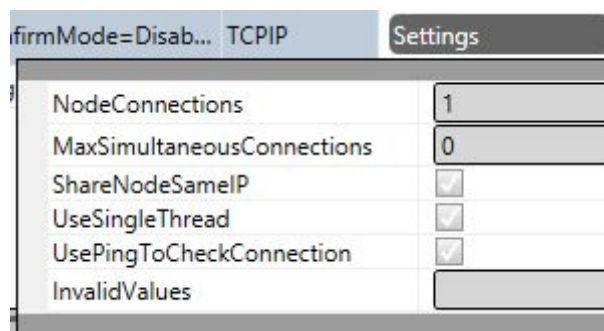 firmMode=Disab... TCPIP Settings
NodeConnections 1
MaxSimultaneousConnections 0
ShareNodeSameIP
UseSingleThread
UsePingToCheckConnection
InvalidValues